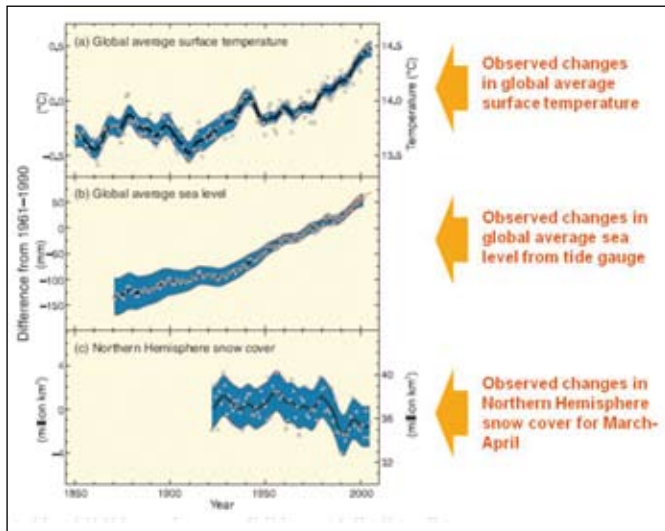 (a) Global average surface temperature
0.5
0.0
-0.5
(°C)
14.5
14.0
13.5
Temperature (°C)
Observed changes
in global average
surface temperature
Difference from 1961–1990
(b) Global average sea level
50
0
-50
-100
-150
(mm)
Observed changes in
global average sea
level from tide gauge
(c) Northern Hemisphere snow cover
4
0
-4
(million km²)
40
36
32
(million km²)
Observed changes in
Northern Hemisphere
snow cover for March-
April
1850
1900
1950
2000
Year